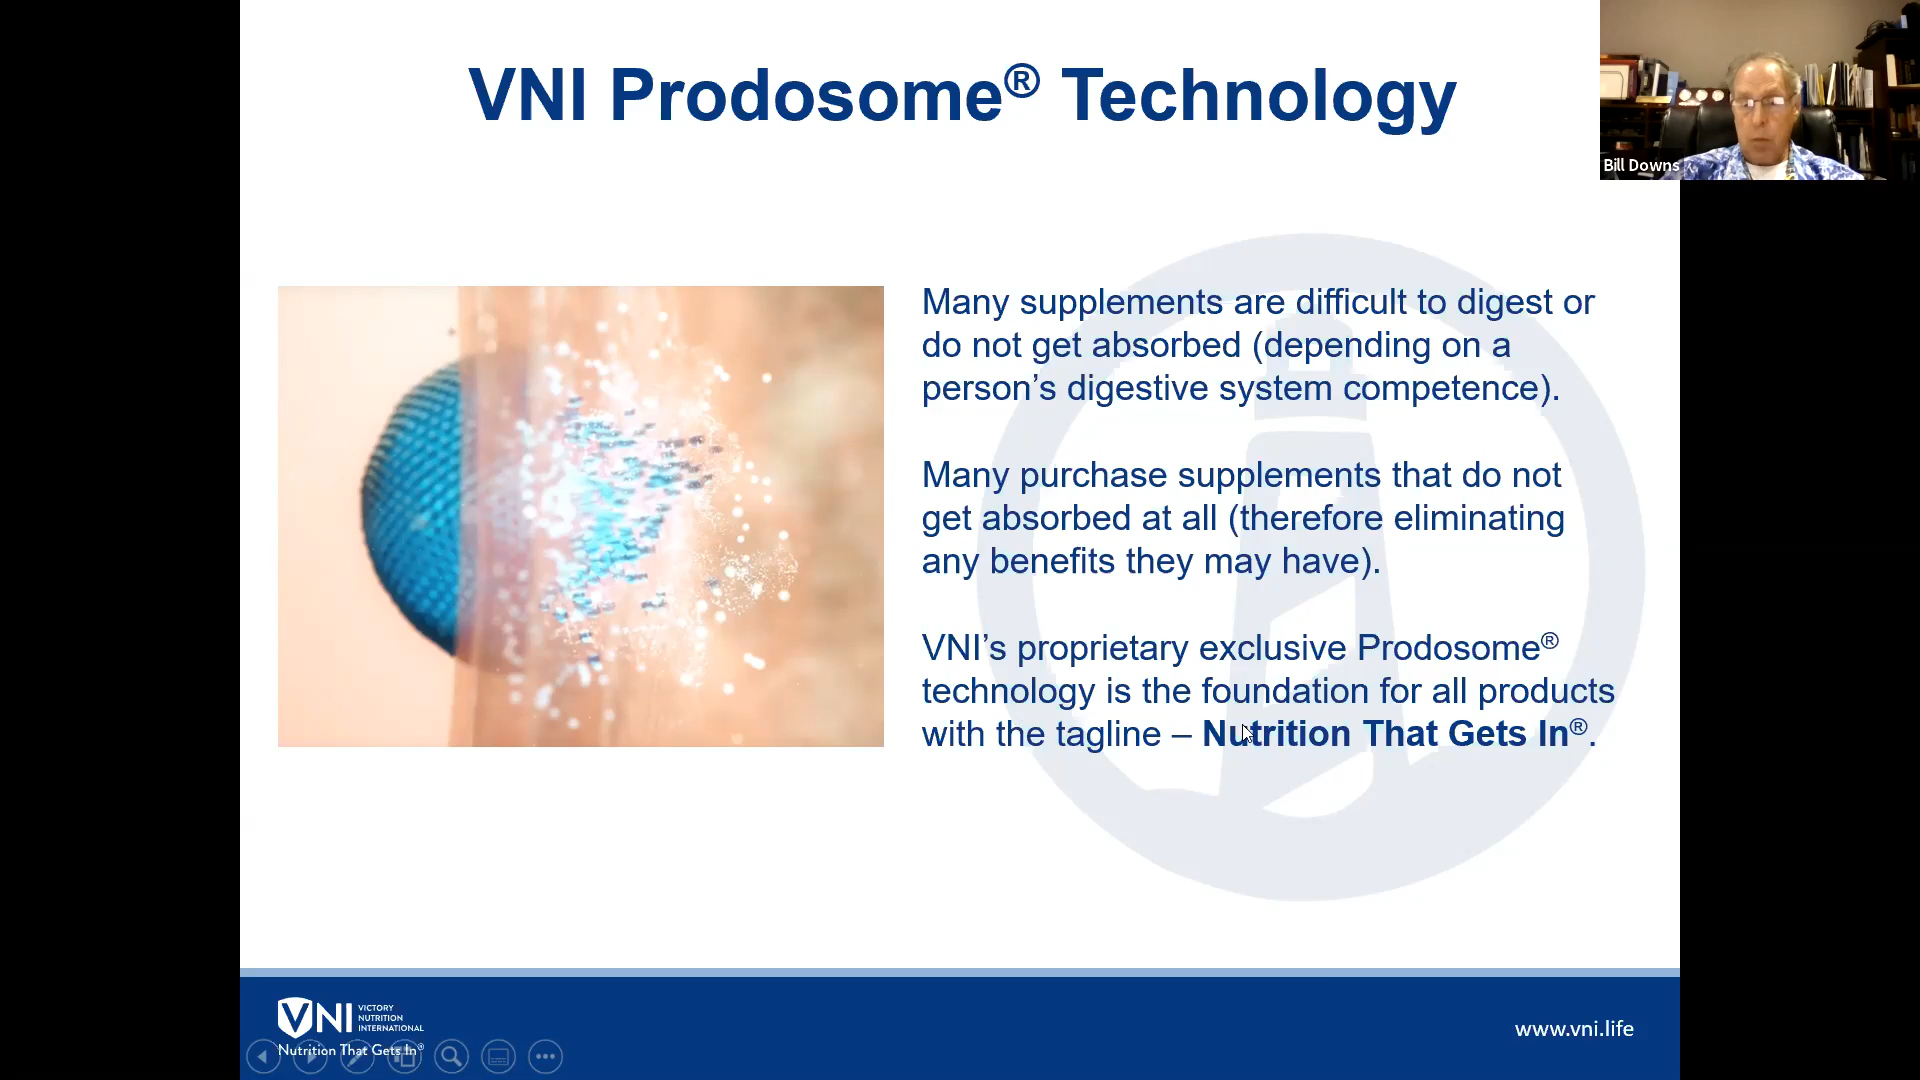 VNI Prodosome® Technology
Bill Downs
Many supplements are difficult to digest or
do not get absorbed (depending on a
person’s digestive system competence).
Many purchase supplements that do not
get absorbed at all (therefore eliminating
any benefits they may have).
VNI’s proprietary exclusive Prodosome®
technology is the foundation for all products
with the tagline – Nutrition That Gets In®.
VNI
VICTORY
NUTRITION
INTERNATIONAL
Nutrition That Gets In®
www.vni.life